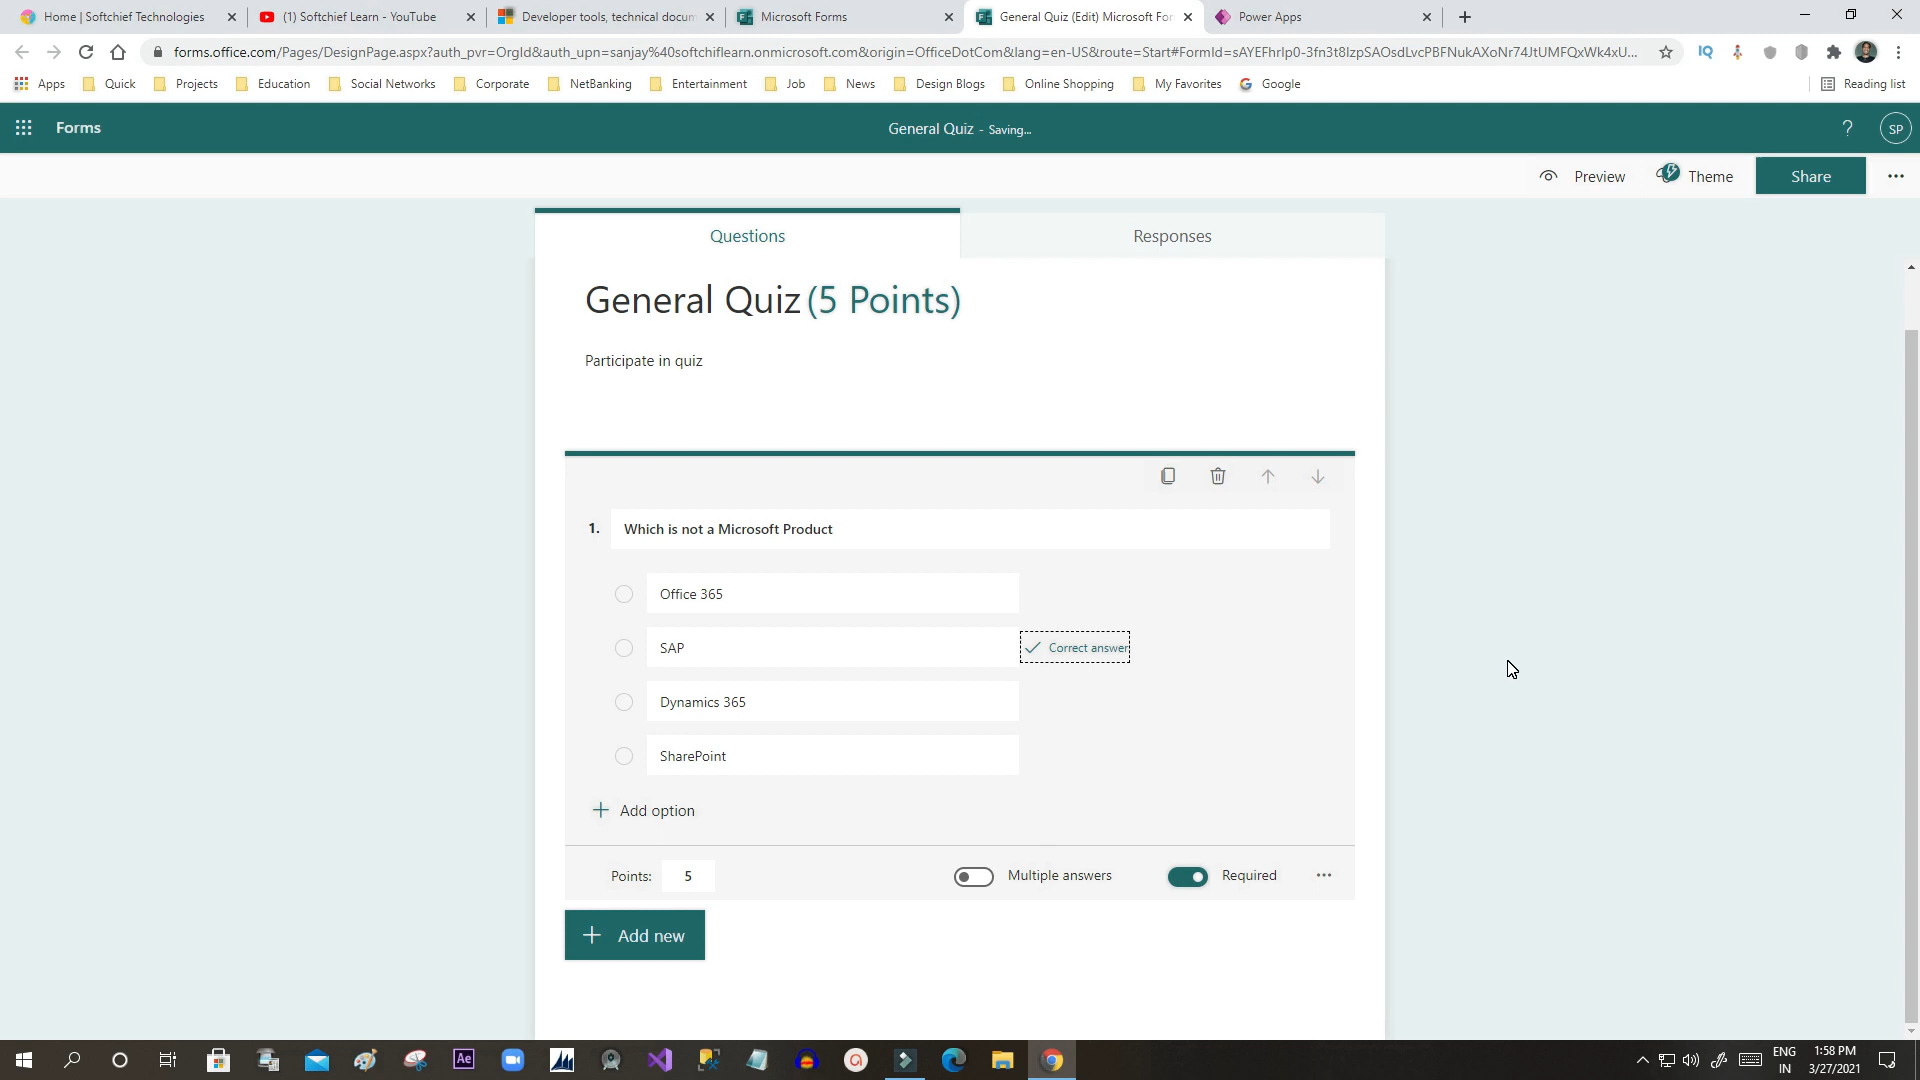 Home | Softchief Technologies
(1) Softchief Learn - YouTube
Developer tools, technical docum
Microsoft Forms
General Quiz (Edit) Microsoft For
Power Apps
forms.office.com/Pages/DesignPage.aspx?auth_pvr=OrgId&auth_upn=sanjay%40softchiflearn.onmicrosoft.com&origin=OfficeDotCom&lang=en-US&route=Start#FormId=sAYEFhrIp0-3fn3t8IzpSAOsdLvcPBFNukAXoNr74JtUMFQxWk4xU...
IQ
Apps
Quick
Projects
Education
Social Networks
Corporate
NetBanking
Entertainment
Job
News
Design Blogs
Online Shopping
My Favorites
Google
Reading list
Forms
General Quiz - Saving...
?
SP
Preview
Theme
Share
Questions
Responses
General Quiz (5 Points)
Participate in quiz
1.
Which is not a Microsoft Product
Office 365
SAP
Correct answer
Dynamics 365
SharePoint
Add option
Points: 5
Multiple answers
Required
Add new
Ae
ENG
IN
1:58 PM
3/27/2021